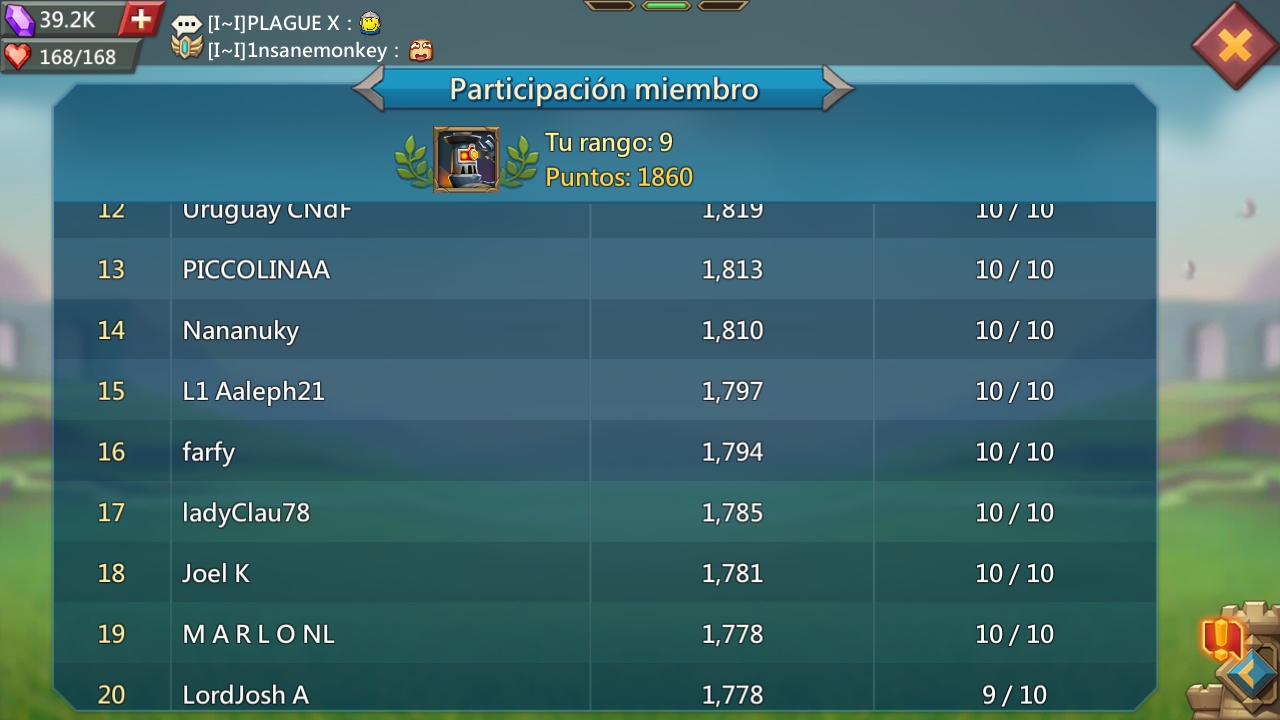 39.2K
168/168
[I~I]PLAGUE X :
[I~I]1nsanemonkey :
Participación miembro
Tu rango: 9
Puntos: 1860
12 Uruguay CNdF 1,819 10 / 10
13 PICCOLINAA 1,813 10 / 10
14 Nananuky 1,810 10 / 10
15 L1 Aaleph21 1,797 10 / 10
16 farfy 1,794 10 / 10
17 ladyClau78 1,785 10 / 10
18 Joel K 1,781 10 / 10
19 M A R L O NL 1,778 10 / 10
20 LordJosh A 1,778 9 / 10